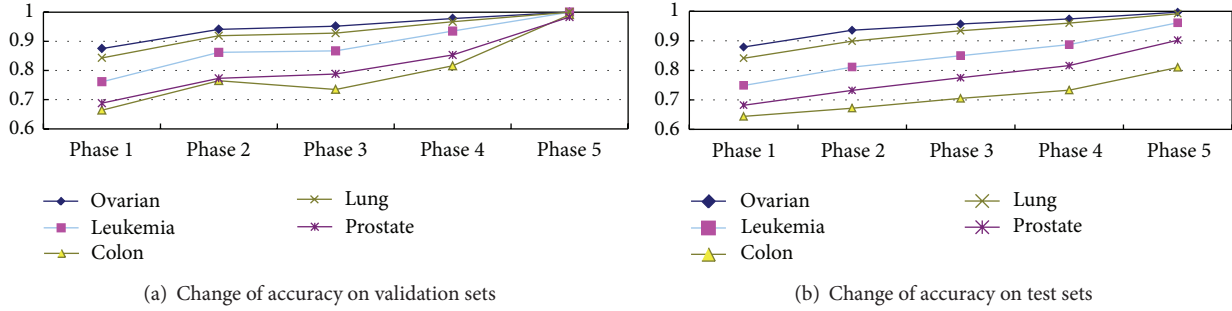 1
0.9
0.8
0.7
0.6
Phase 1 Phase 2 Phase 3 Phase 4 Phase 5
Ovarian Lung
Leukemia Prostate
Colon
(a) Change of accuracy on validation sets
1
0.9
0.8
0.7
0.6
Phase 1 Phase 2 Phase 3 Phase 4 Phase 5
Ovarian Lung
Leukemia Prostate
Colon
(b) Change of accuracy on test sets